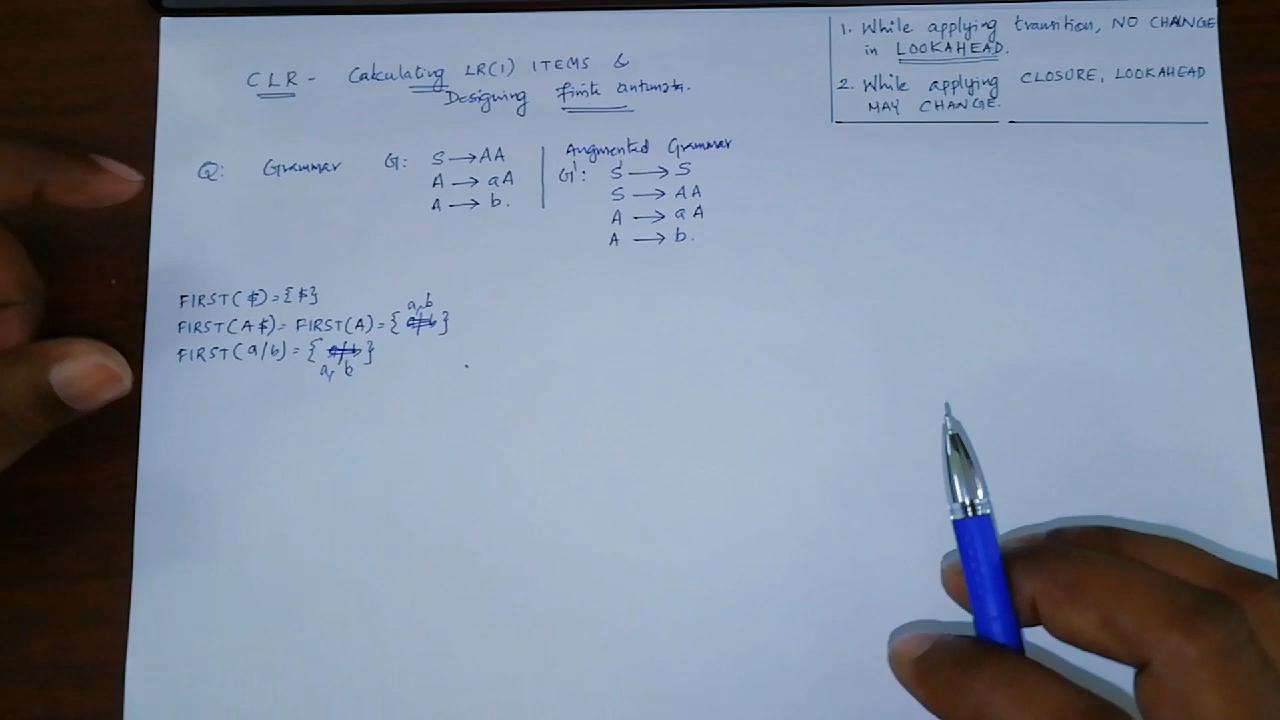 CLR - Calculating LR(1) ITEMS &
Designing finite automata.
1. While applying transition, NO CHANGE
in LOOKAHEAD.
2. While applying CLOSURE, LOOKAHEAD
MAY CHANGE.
Q: Grammar G: S → AA
A → aA
A → b.
Augmented Grammar
G': S' → S
S → AA
A → aA
A → b.
FIRST($) = {$}
FIRST(A$) = FIRST(A) = {a/b}
a, b
FIRST(a/b) = {a/b}
a, b